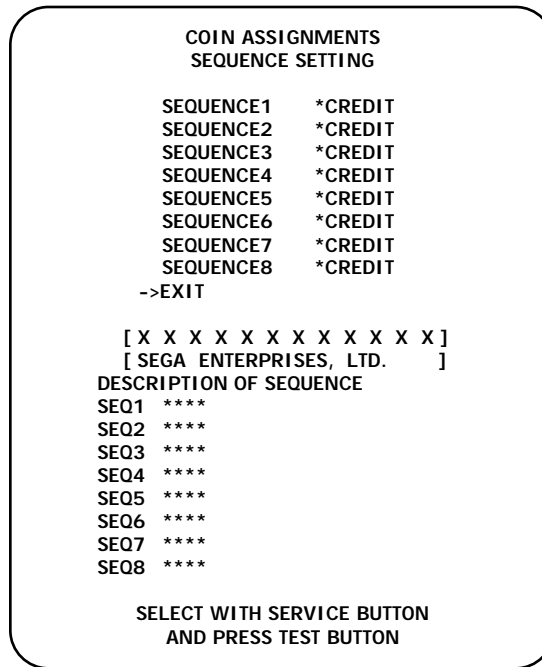 COIN ASSIGNMENTS
SEQUENCE SETTING
SEQUENCE1 *CREDIT
SEQUENCE2 *CREDIT
SEQUENCE3 *CREDIT
SEQUENCE4 *CREDIT
SEQUENCE5 *CREDIT
SEQUENCE6 *CREDIT
SEQUENCE7 *CREDIT
SEQUENCE8 *CREDIT
->EXIT
[ X X X X X X X X X X X X ]
[ SEGA ENTERPRISES, LTD. ]
DESCRIPTION OF SEQUENCE
SEQ1 ****
SEQ2 ****
SEQ3 ****
SEQ4 ****
SEQ5 ****
SEQ6 ****
SEQ7 ****
SEQ8 ****
SELECT WITH SERVICE BUTTON
AND PRESS TEST BUTTON